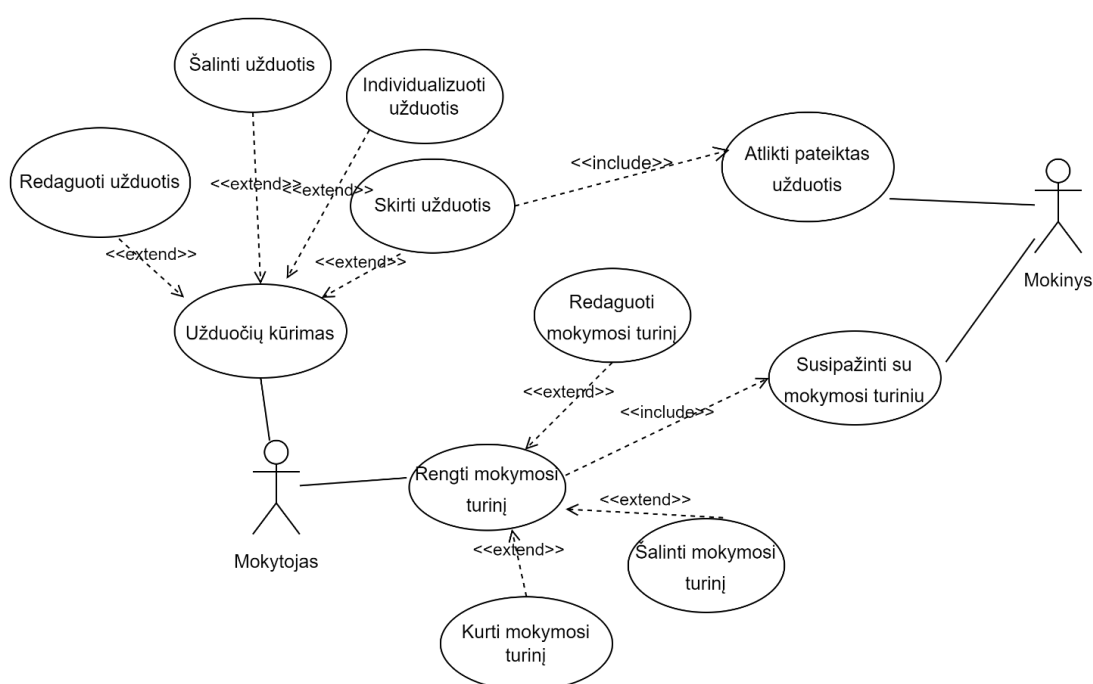 Šalinti užduotis
Individualizuoti
užduotis
Redaguoti užduotis
<<extend>>
<<extend>>
Skirti užduotis
<<include>>
Atlikti pateiktas
užduotis
<<extend>>
<<extend>>
Mokinys
Užduočių kūrimas
Redaguoti
mokymosi turinį
Susipažinti su
mokymosi turiniu
<<extend>>
<<include>>
Rengti mokymosi
turinį
<<extend>>
Mokytojas
<<extend>>
Šalinti mokymosi
turinį
Kurti mokymosi
turinį